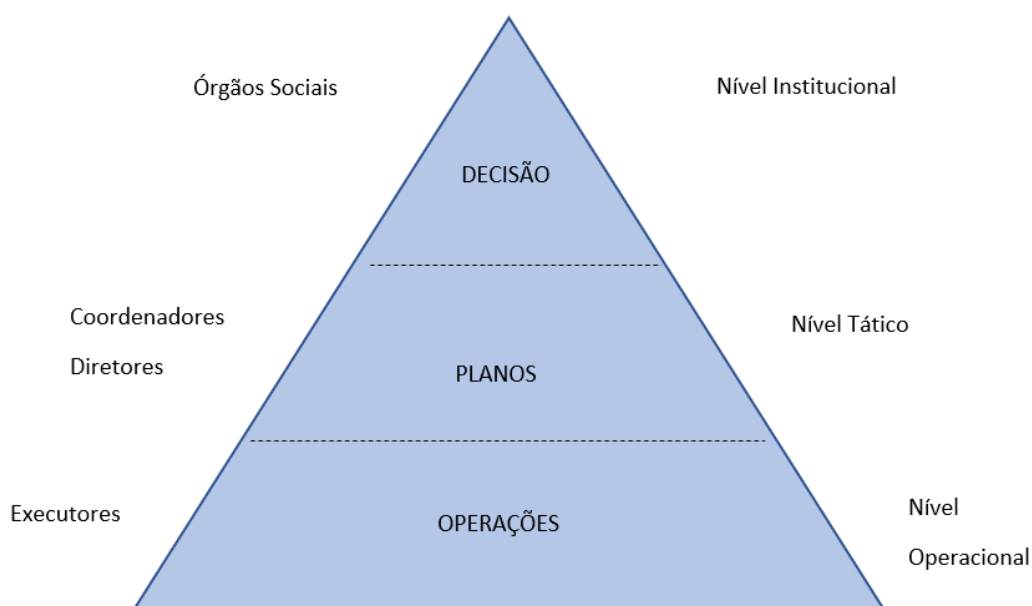 Órgãos Sociais
Nível Institucional
DECISÃO
Coordenadores
Diretores
Nível Tático
PLANOS
Executores
OPERAÇÕES
Nível
Operacional